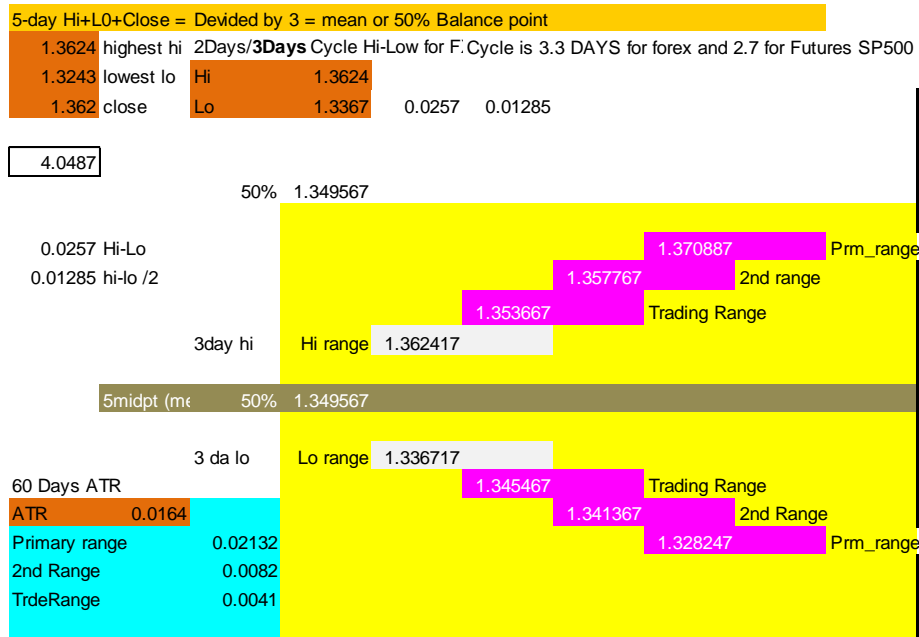 5-day Hi+L0+Close = Devided by 3 = mean or 50% Balance point
1.3624 highest hi 2Days/3Days Cycle Hi-Low for F Cycle is 3.3 DAYS for forex and 2.7 for Futures SP500
1.3243 lowest lo Hi 1.3624
1.362 close Lo 1.3367 0.0257 0.01285
4.0487
50% 1.349567
0.0257 Hi-Lo 1.370887 Prm_range
0.01285 hi-lo /2 1.357767 2nd range
1.353667 Trading Range
3day hi Hi range 1.362417
5midpt (me 50% 1.349567
3 da lo Lo range 1.336717
60 Days ATR 1.345467 Trading Range
ATR 0.0164 1.341367 2nd Range
Primary range 0.02132 1.328247 Prm_range
2nd Range 0.0082
TrdeRange 0.0041